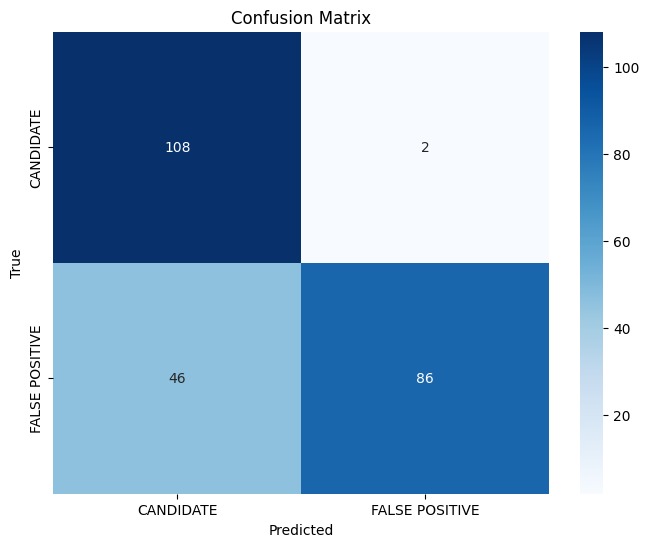 Confusion Matrix
CANDIDATE
108
2
100
80
60
40
20
True
FALSE POSITIVE
46
86
CANDIDATE
FALSE POSITIVE
Predicted